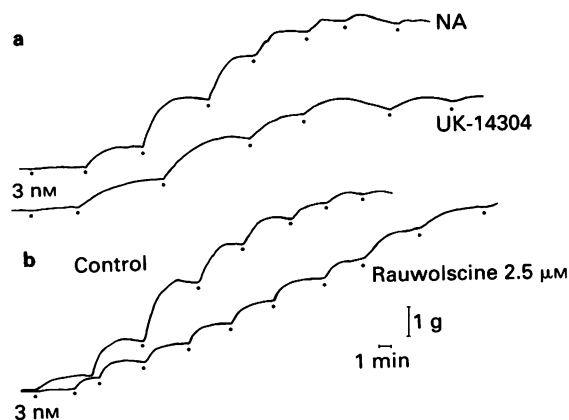 a
NA
UK-14304
3 nM
b
Control
Rauwolscine 2.5 µM
1 g
1 min
3 nM